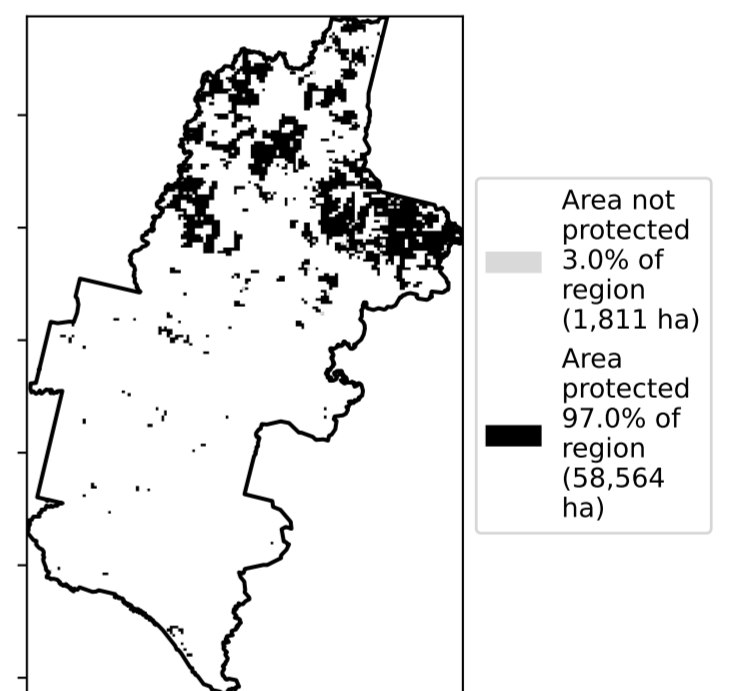 Area not
protected
3.0% of
region
(1,811 ha)
Area
protected
97.0% of
region
(58,564
ha)